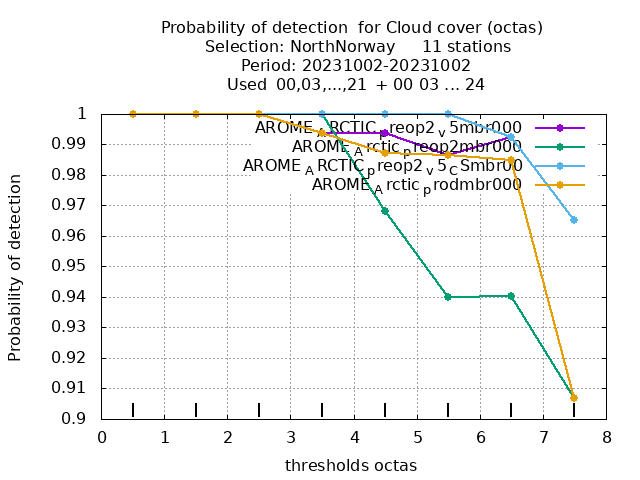 Probability of detection  for Cloud cover (octas)
Selection: NorthNorway     11 stations
Period: 20231002-20231002
Used  00,03,...,21  + 00 03 ... 24
AROME_ARCTIC_preop2_v5mbr000
AROME_Arctic_preop2mbr000
AROME_ARCTIC_preop2_v5_CSmbr00
AROME_Arctic_prodmbr000
1
0.99
0.98
0.97
0.96
0.95
0.94
0.93
0.92
0.91
0.9
Probability of detection
0 1 2 3 4 5 6 7 8
thresholds octas